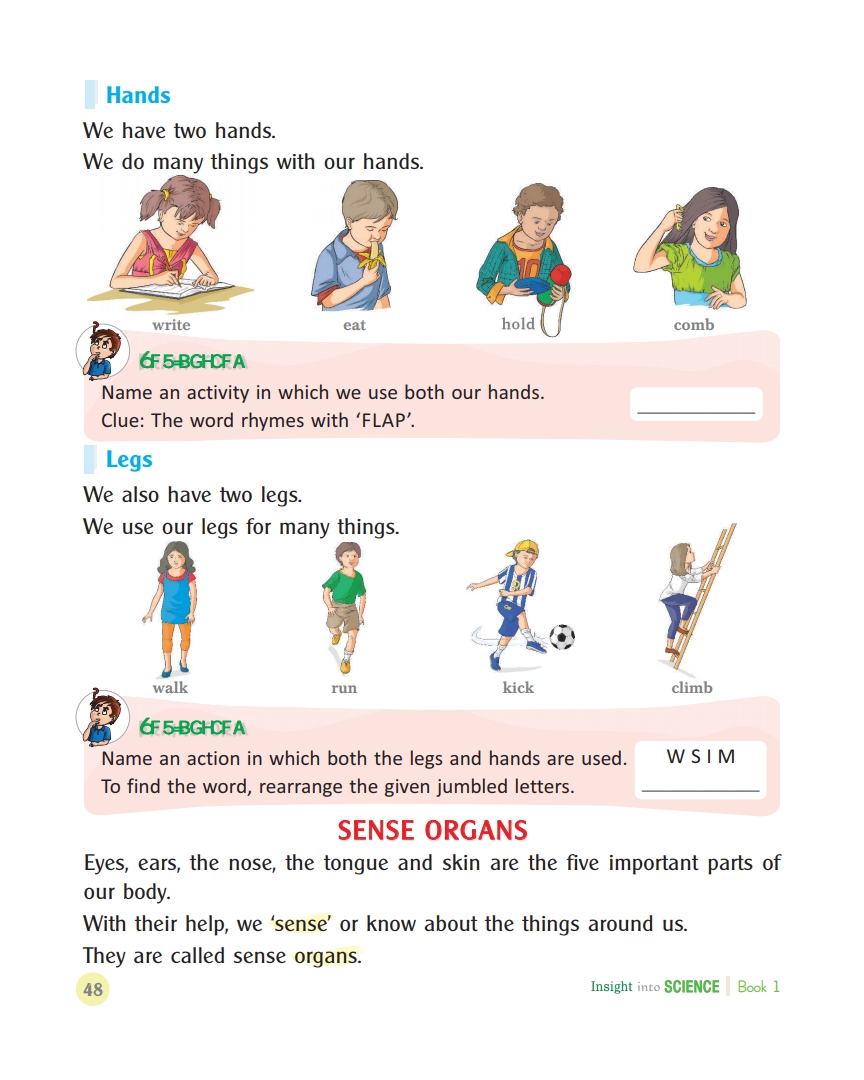 Hands
We have two hands.
We do many things with our hands.
write eat hold comb
6F5=BGHCFA
Name an activity in which we use both our hands.
Clue: The word rhymes with ‘FLAP’.
Legs
We also have two legs.
We use our legs for many things.
walk run kick climb
6F5=BGHCFA
Name an action in which both the legs and hands are used.
W S I M
To find the word, rearrange the given jumbled letters.
SENSE ORGANS
Eyes, ears, the nose, the tongue and skin are the five important parts of
our body.
With their help, we ‘sense’ or know about the things around us.
They are called sense organs.
48 Insight into SCIENCE Book 1